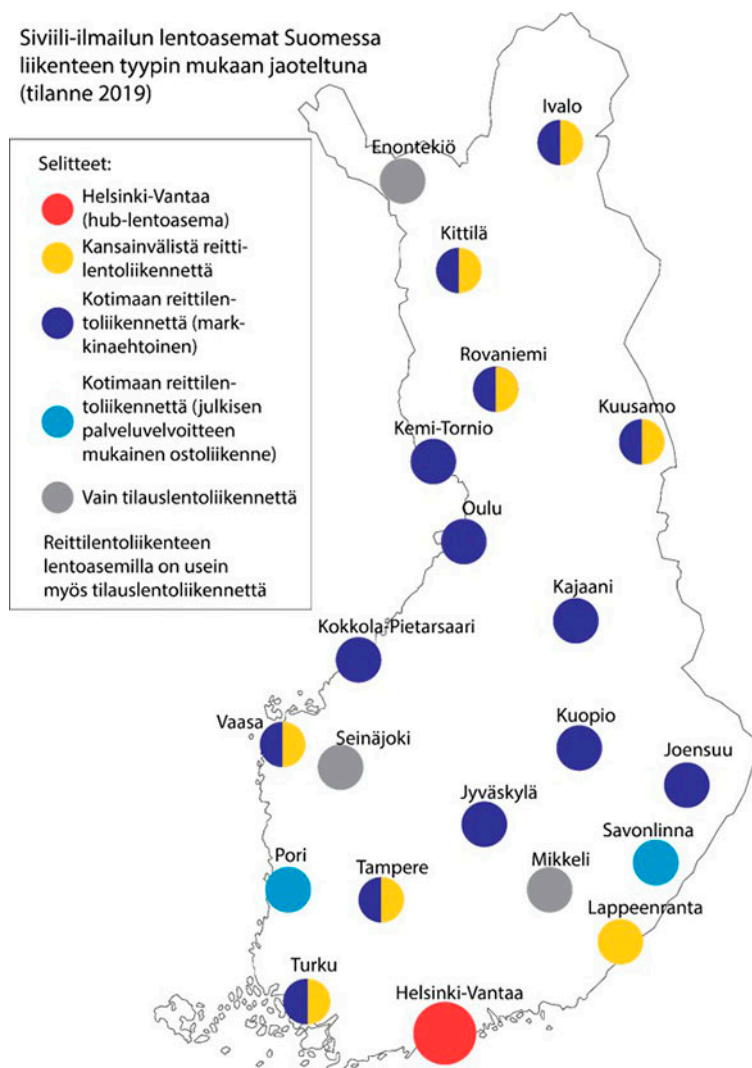 Siviili-ilmailun lentoasemat Suomessa
liikenteen tyypin mukaan jaoteltuna
(tilanne 2019)
Selitteet:
Helsinki-Vantaa
(hub-lentoasema)
Kansainvälistä reitti-
lentoliikennettä
Kotimaan reittilen-
toliikennettä (mark-
kinaehtoinen)
Kotimaan reittilen-
toliikennettä (julkisen
palveluvelvoitteen
mukainen ostoliikenne)
Vain tilauslentoliikennettä
Reittilentoliikenteen
lentoasemilla on usein
myös tilauslentoliikennettä
Ivalo
Enontekiö
Kittilä
Rovaniemi
Kuusamo
Kemi-Tornio
Oulu
Kajaani
Kokkola-Pietarsaari
Vaasa
Seinäjoki
Kuopio
Joensuu
Jyväskylä
Savonlinna
Pori
Tampere
Mikkeli
Lappeenranta
Turku
Helsinki-Vantaa